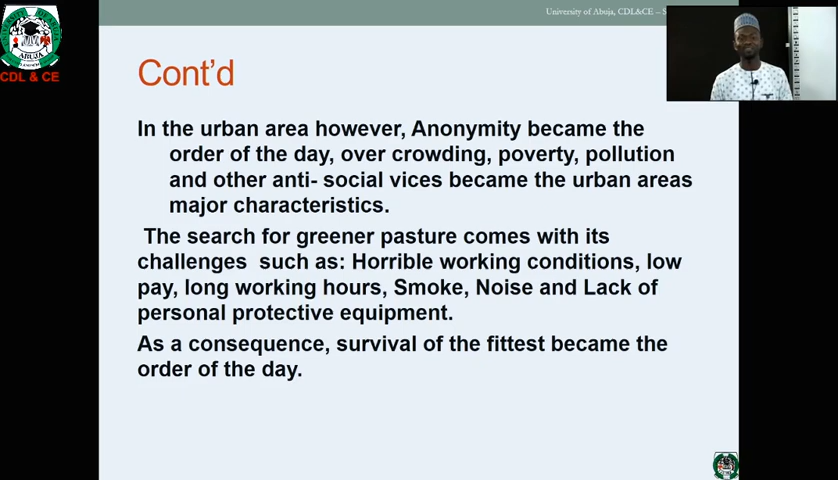 University of Abuja, CDL&CE – S
ABUJA
CDL & CE
Cont'd
In the urban area however, Anonymity became the
order of the day, over crowding, poverty, pollution
and other anti- social vices became the urban areas
major characteristics.
The search for greener pasture comes with its
challenges such as: Horrible working conditions, low
pay, long working hours, Smoke, Noise and Lack of
personal protective equipment.
As a consequence, survival of the fittest became the
order of the day.